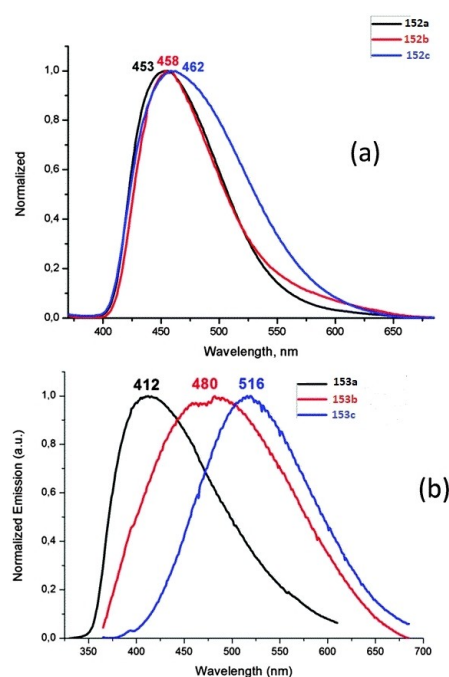 152a
152b
152c
453 458 462
1,0
0,8
0,6
0,4
0,2
0,0
Normalized
(a)
400 450 500 550 600 650
Wavelength, nm
412 480 516
153a
153b
153c
1,0
0,8
0,6
0,4
0,2
0,0
Normalized Emission (a.u.)
(b)
350 400 450 500 550 600 650 700
Wavelength (nm)